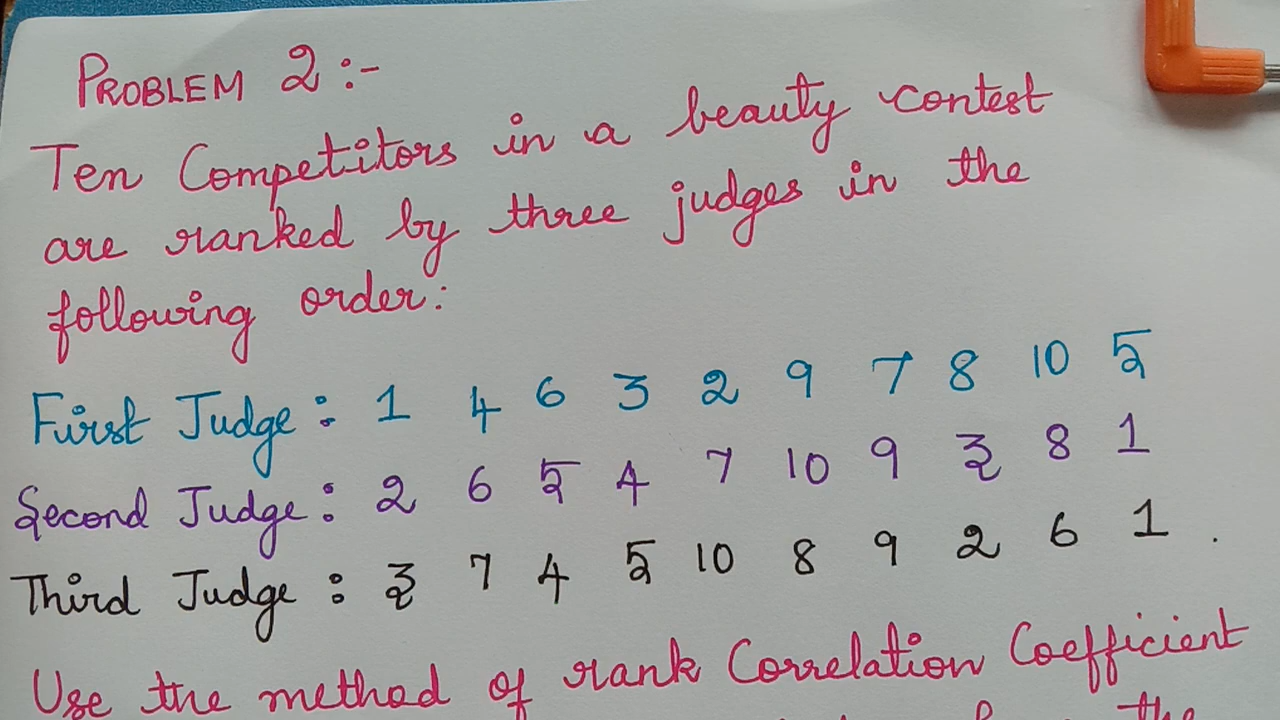 PROBLEM 2 :-
Ten Competitors in a beauty contest
are ranked by three judges in the
following order:
First Judge : 1 4 6 3 2 9 7 8 10 5
Second Judge : 2 6 5 4 7 10 9 3 8 1
Third Judge : 3 7 4 5 10 8 9 2 6 1 .
Use the method of rank Correlation Coefficient
the